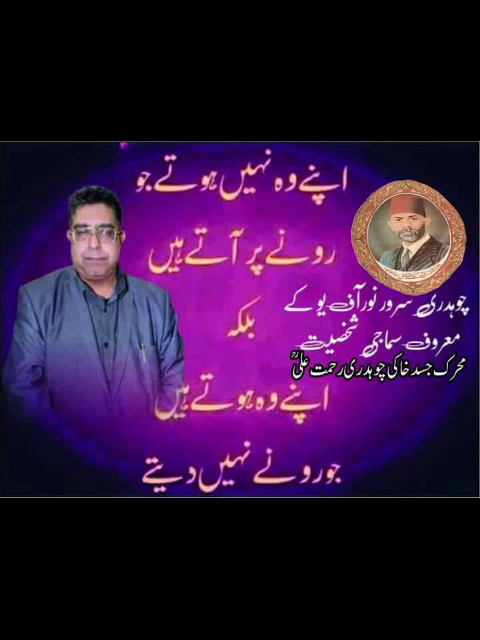 اپنے وہ نہیں ہوتے جو
رونے پر آتے ہیں
بلکہ
اپنے وہ ہوتے ہیں
جو رونے نہیں دیتے
چوہدری سرور نور آف یو کے
معروف سماجی شخصیت
محرک جسد خاکی چوہدری رحمت علیؒ